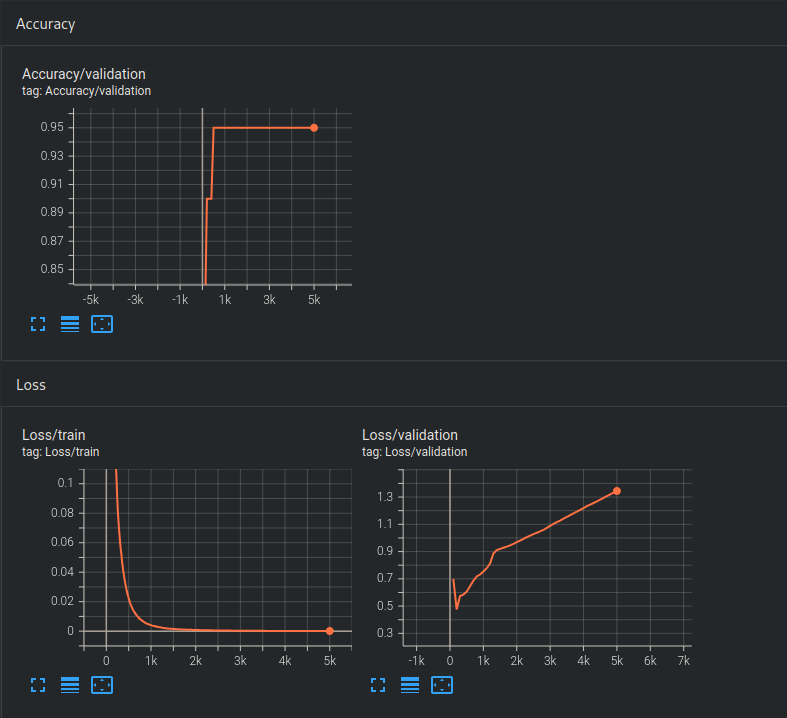 Accuracy
Accuracy/validation
tag: Accuracy/validation
0.95
0.93
0.91
0.89
0.87
0.85
-5k -3k -1k 1k 3k 5k
Loss
Loss/train
tag: Loss/train
0.1
0.08
0.06
0.04
0.02
0
0 1k 2k 3k 4k 5k
Loss/validation
tag: Loss/validation
1.3
1.1
0.9
0.7
0.5
0.3
-1k 0 1k 2k 3k 4k 5k 6k 7k